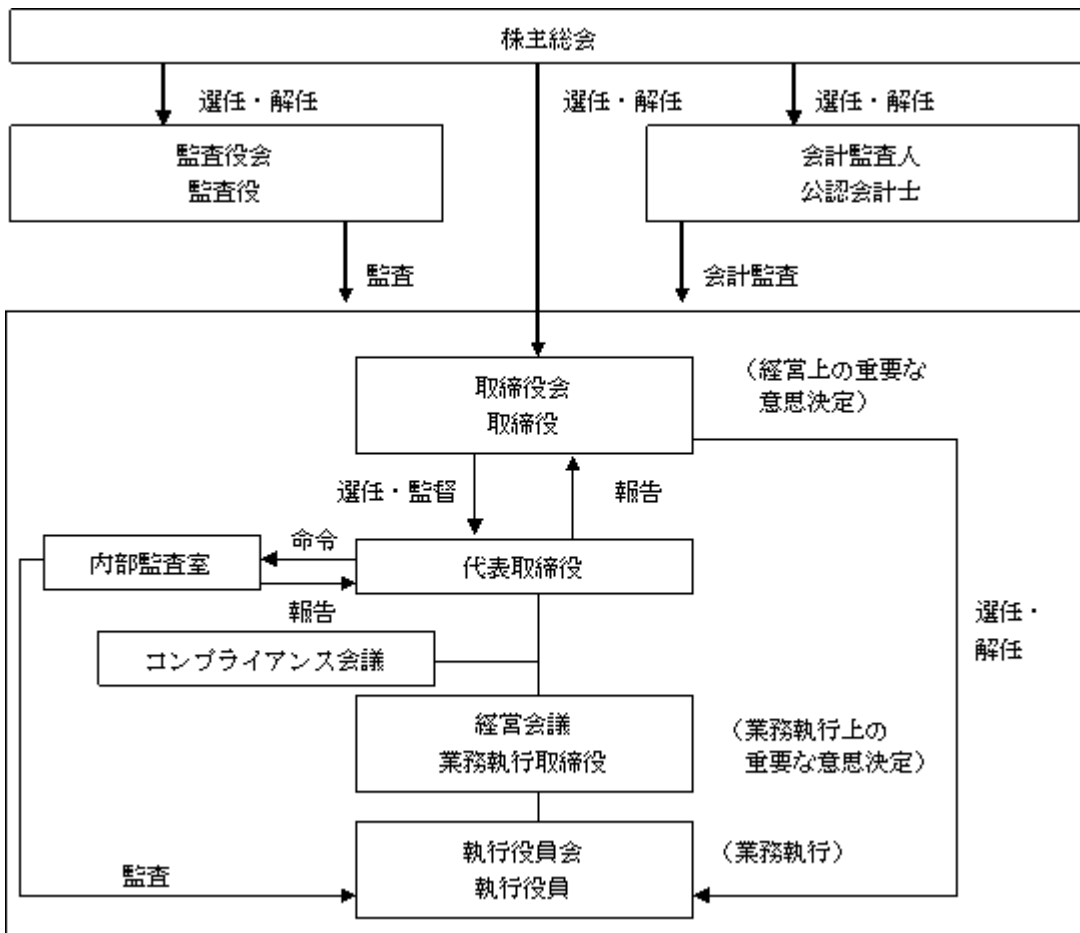 株主総会
選任・解任
選任・解任
選任・解任
監査役会
監査役
会計監査人
公認会計士
監査
会計監査
取締役会
取締役
（経営上の重要な
意思決定）
選任・監督
報告
命令
内部監査室
代表取締役
報告
選任・
解任
コンプライアンス会議
経営会議
業務執行取締役
（業務執行上の
重要な意思決定）
執行役員会
執行役員
（業務執行）
監査